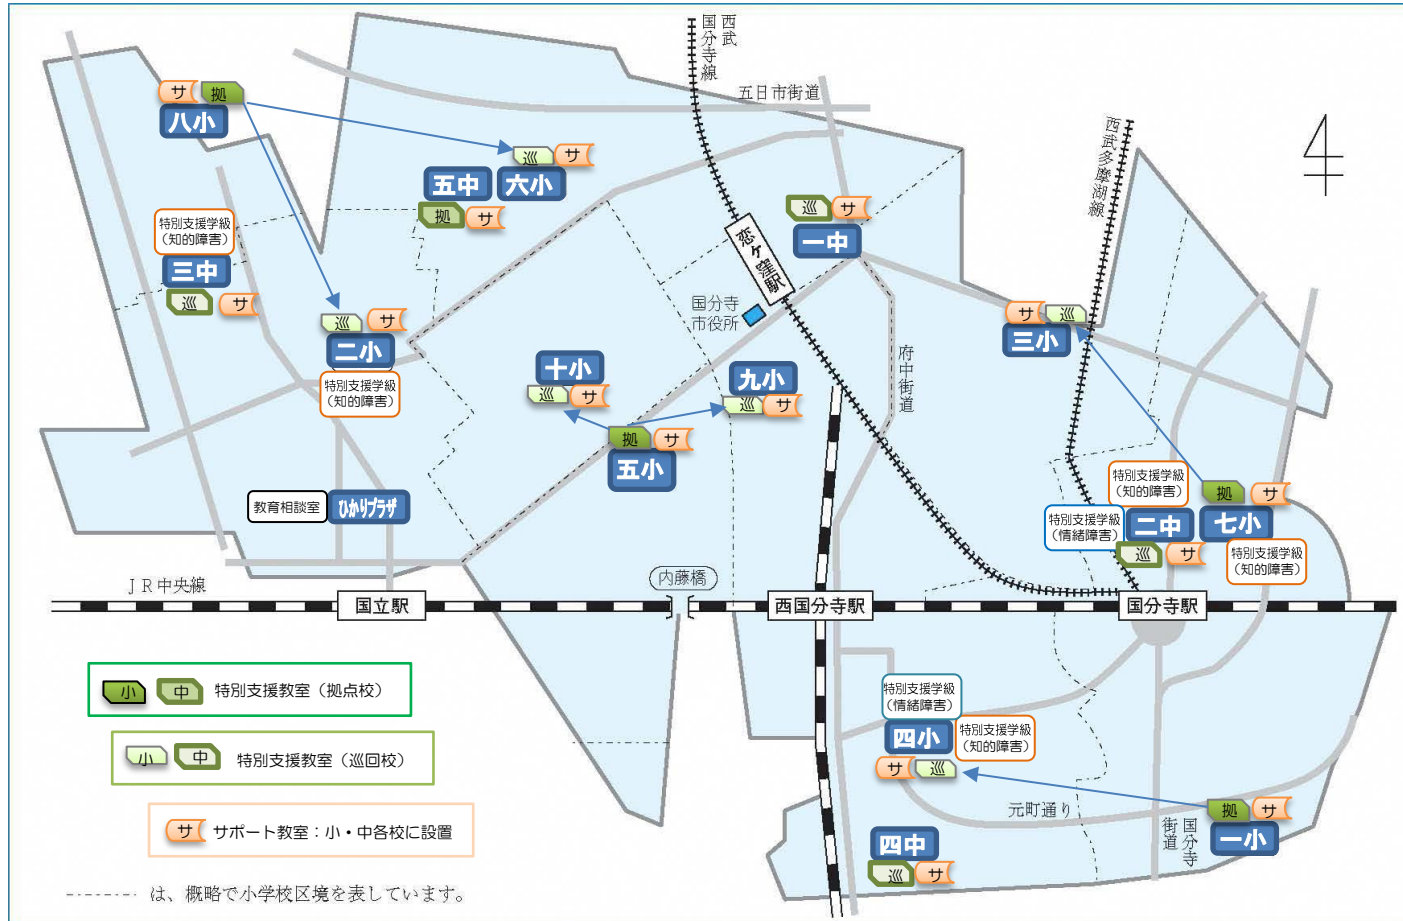 西武
国分寺線
五日市街道
西武多摩湖線
サ 拠
八小
巡 サ
五中 六小
拠 サ
特別支援学級
（知的障害）
三中
巡 サ
巡 サ
二小
特別支援学級
（知的障害）
巡 サ
一中
恋ヶ窪駅
国分寺
市役所
府中街道
サ 巡
三小
十小
巡 サ
九小
巡 サ
拠 サ
五小
教育相談室 ひかりプラザ
特別支援学級
（知的障害）
特別支援学級
（情緒障害）
二中
巡 サ
拠 サ
七小
特別支援学級
（知的障害）
ＪＲ中央線
国立駅
内藤橋
西国分寺駅
国分寺駅
特別支援学級
（情緒障害）
四小
特別支援学級
（知的障害）
サ 巡
元町通り
国分寺
街道
拠 サ
一小
四中
巡 サ
小 中 特別支援教室（拠点校）
小 中 特別支援教室（巡回校）
サ サポート教室：小・中各校に設置
は、概略で小学校区境を表しています。
4